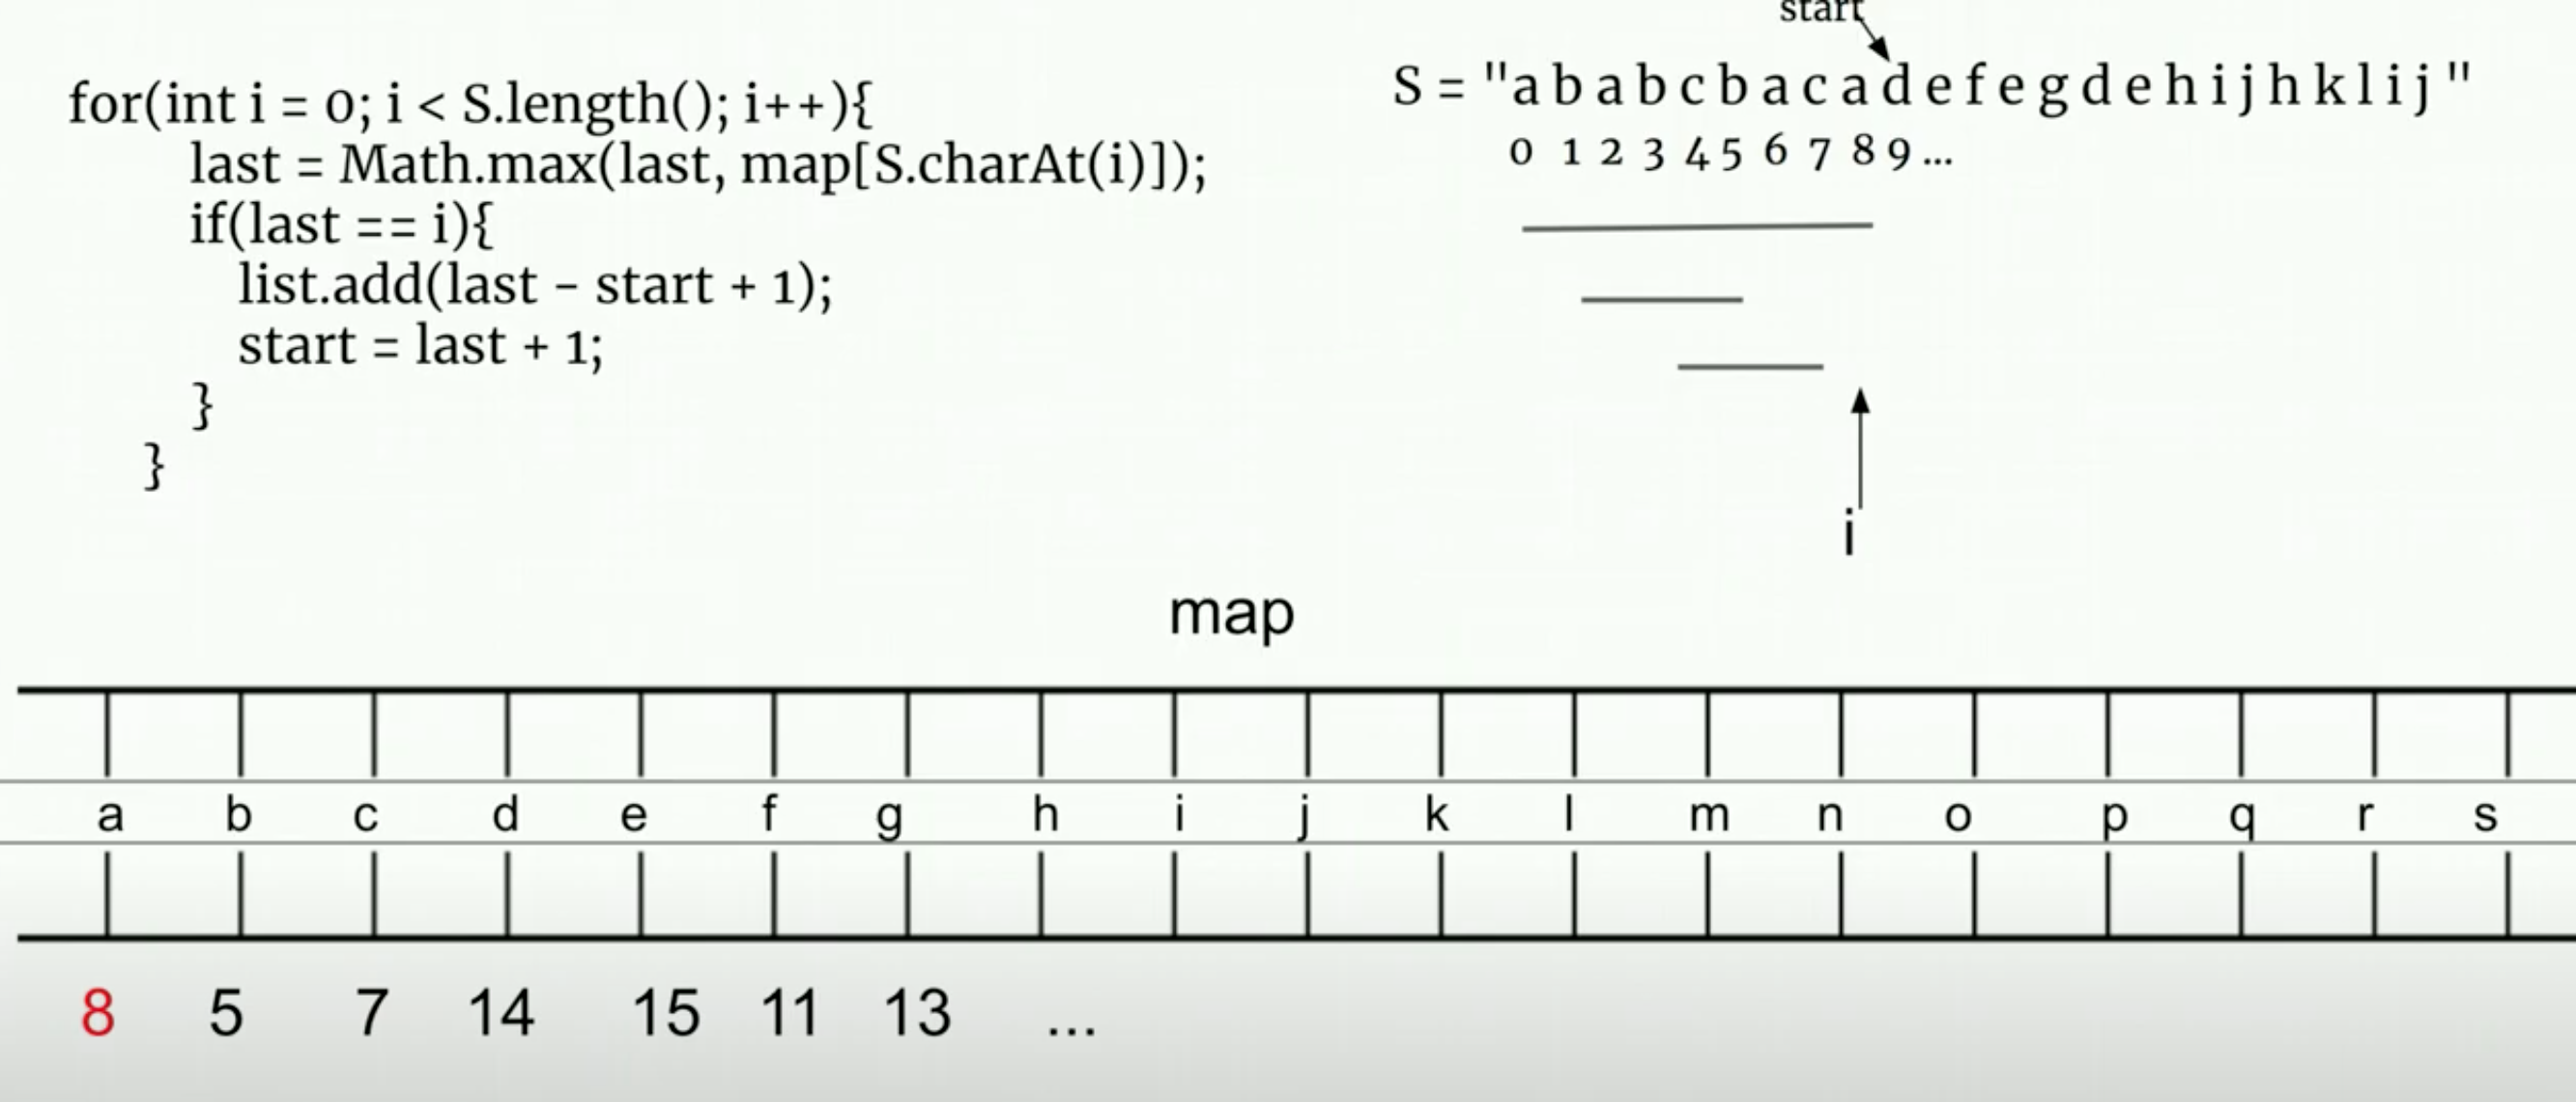 start
for(int i = 0; i < S.length(); i++){
S = "a b a b c b a c a d e f e g d e h i j h k l i j "
0 1 2 3 4 5 6 7 8 9 ...
last = Math.max(last, map[S.charAt(i)]);
if(last == i){
list.add(last - start + 1);
start = last + 1;
}
}
i
map
a b c d e f g h i j k l m n o p q r s
8 5 7 14 15 11 13 ...